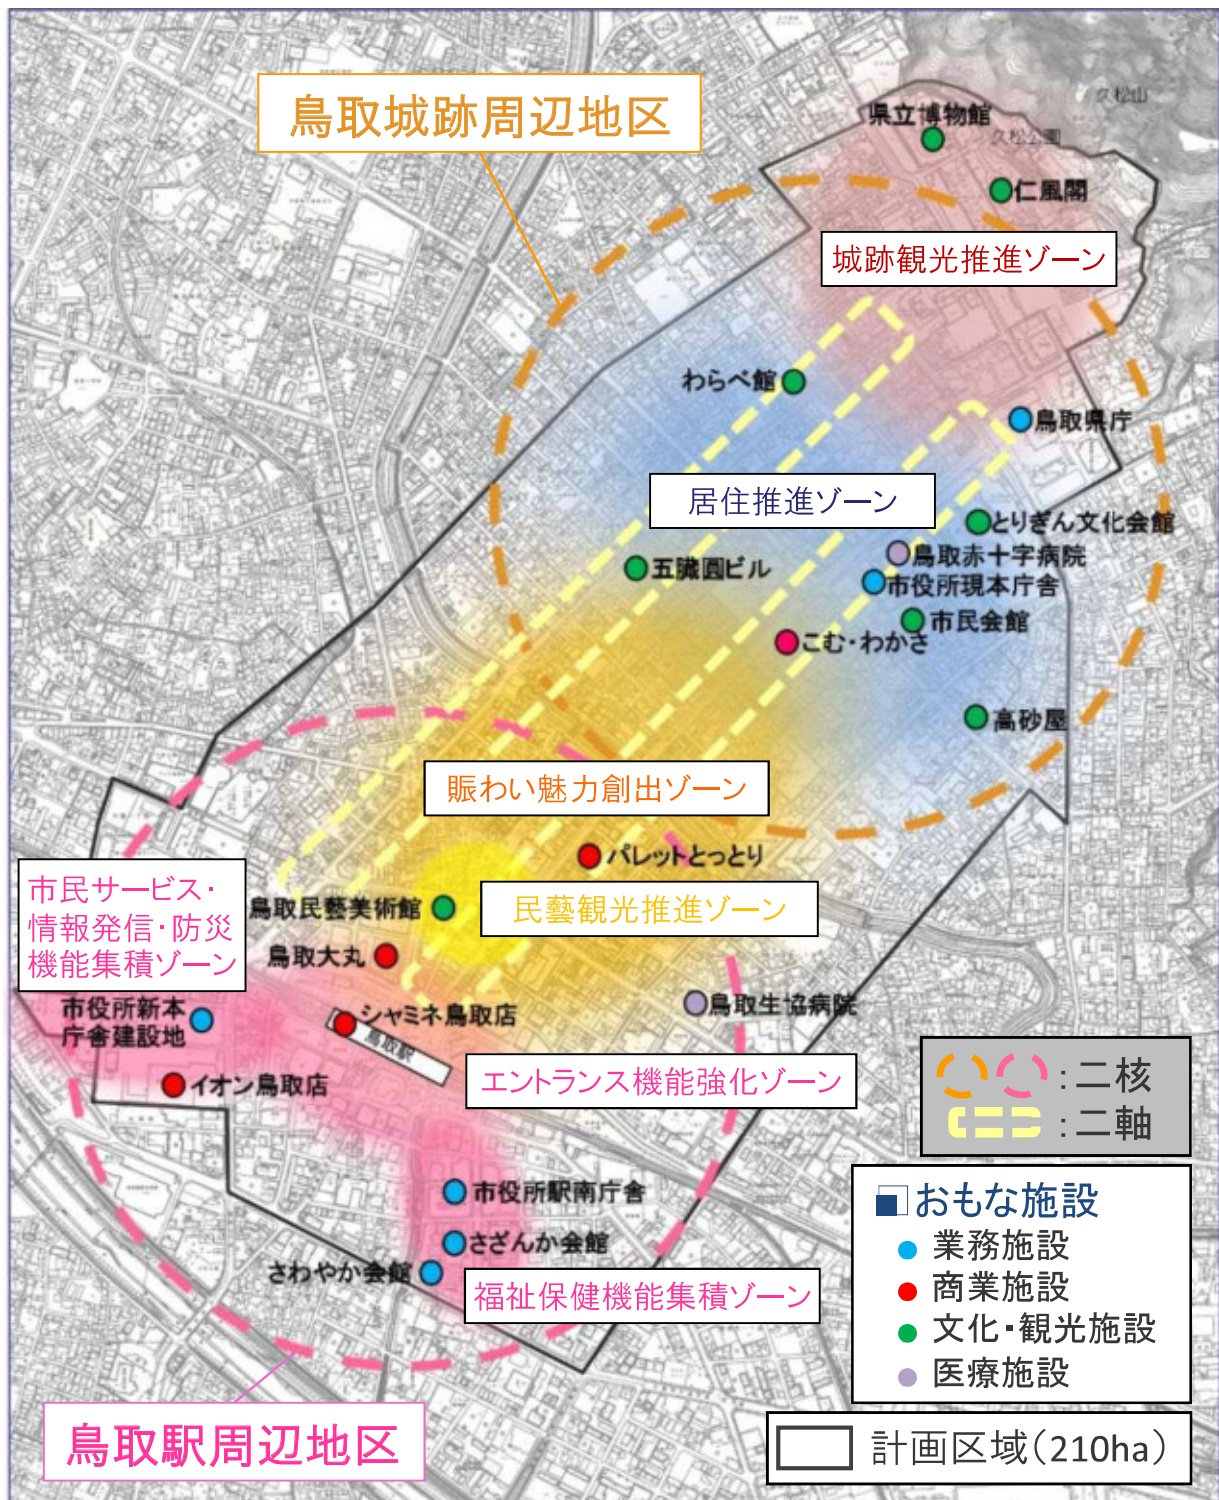 鳥取城跡周辺地区
久松山
県立博物館
久松公園
仁風閣
城跡観光推進ゾーン
わらべ館
鳥取県庁
居住推進ゾーン
とりぎん文化会館
鳥取赤十字病院
五臓圓ビル
市役所現本庁舎
市民会館
こむ・わかさ
高砂屋
賑わい魅力創出ゾーン
パレットとっとり
市民サービス・
情報発信・防災
機能集積ゾーン
鳥取民藝美術館
民藝観光推進ゾーン
鳥取大丸
市役所新本
庁舎建設地
シャミネ鳥取店
鳥取駅
鳥取生協病院
イオン鳥取店
エントランス機能強化ゾーン
：二核
：二軸
市役所駅南庁舎
さざんか会館
さわやか会館
福祉保健機能集積ゾーン
おもな施設
業務施設
商業施設
文化・観光施設
医療施設
鳥取駅周辺地区
計画区域（210ha）